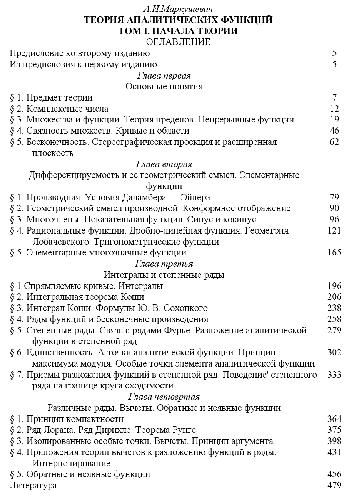 А.И.Маркушевич
ТЕОРИЯ АНАЛИТИЧЕСКИХ ФУНКЦИЙ
ТОМ I. НАЧАЛА ТЕОРИИ
ОГЛАВЛЕНИЕ
Предисловие ко второму изданию 5
Из предисловия к первому изданию 5
Глава первая
Основные понятия
§ 1. Предмет теории 7
§ 2. Комплексные числа 12
§ 3. Множества и функции. Теория пределов. Непрерывные функции 19
§ 4. Связность множеств. Кривые и области 46
§ 5. Бесконечность. Стереографическая проекция и расширенная 62
плоскость
Глава вторая
Дифференцируемость и ее геометрический смысл. Элементарные
функции
§ 1. Производная. Условия Даламбера — Эйлера 79
§ 2. Геометрический смысл производной. Конформное отображение 90
§ 3. Многочлены. Показательная функция. Синус и косинус 96
§ 4. Рациональные функции. Дробно-линейная функция. Геометрия 121
Лобачевского. Тригонометрические функции
§ 5. Элементарные многозначные функции 165
Глава третья
Интегралы и степенные ряды
§ 1 Спрямляемые кривые. Интегралы 196
§ 2. Интегральная теорема Коши 206
§ 3. Интеграл Коши. Формулы Ю. В. Сохоцкого 238
§ 4. Ряды функций и бесконечные произведения 258
§ 5. Степенные ряды. Связь с рядами Фурье. Разложение аналитической 279
функции в степенной ряд
§ 6. Единственность. А-точки аналитической функции. Принцип 302
максимума модуля. Особые точки элемента аналитической функции
§ 7. Приемы разложения функций в степенной ряд. Поведение' степенного 333
ряда на границе круга сходимости
Глава четвертая
Различные ряды. Вычеты. Обратные и неявные функции
§ 1. Принцип компактности 364
§ 2. Ряд Лорана. Ряд Дирихле. Теорема Рунге 375
§ 3. Изолированные особые точки. Вычеты. Принцип аргумента 398
§ 4. Приложения теории вычетов к разложению функций в ряды. 431
Интерполирование
§ 5. Обратные и неявные функции 456
Литература 479